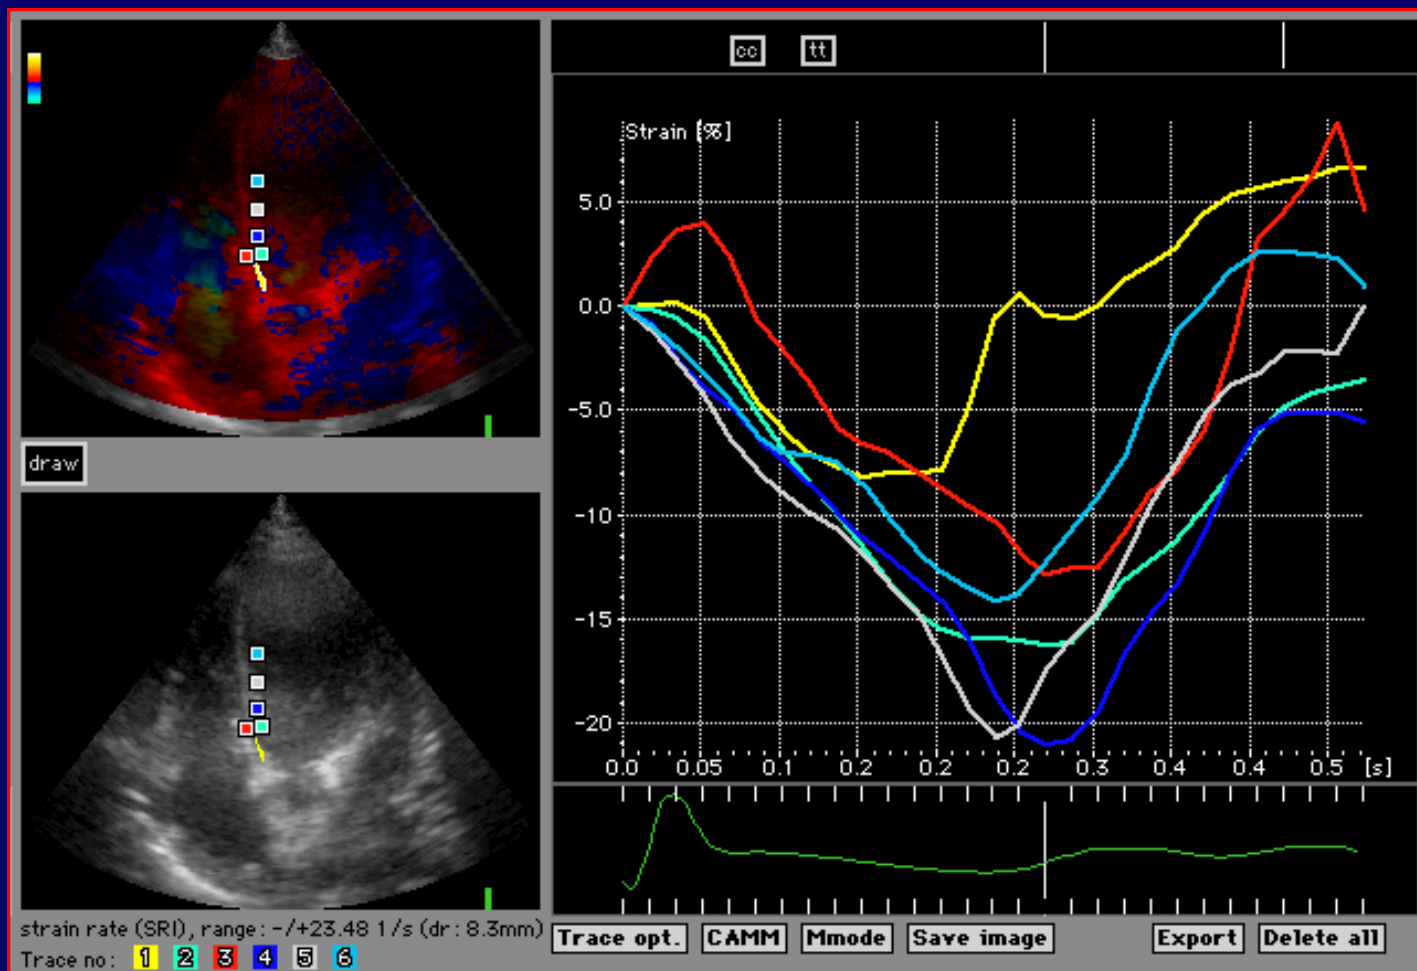 cc tt
Strain [%]
5.0
0.0
-5.0
-10
-15
-20
0.0 0.05 0.1 0.2 0.2 0.2 0.3 0.4 0.4 0.5 [s]
draw
strain rate (SRI), range: -/+23.48 1/s (dr: 8.3mm)
Trace no: 1 2 3 4 5 6
Trace opt. CAMM Mmode Save image Export Delete all